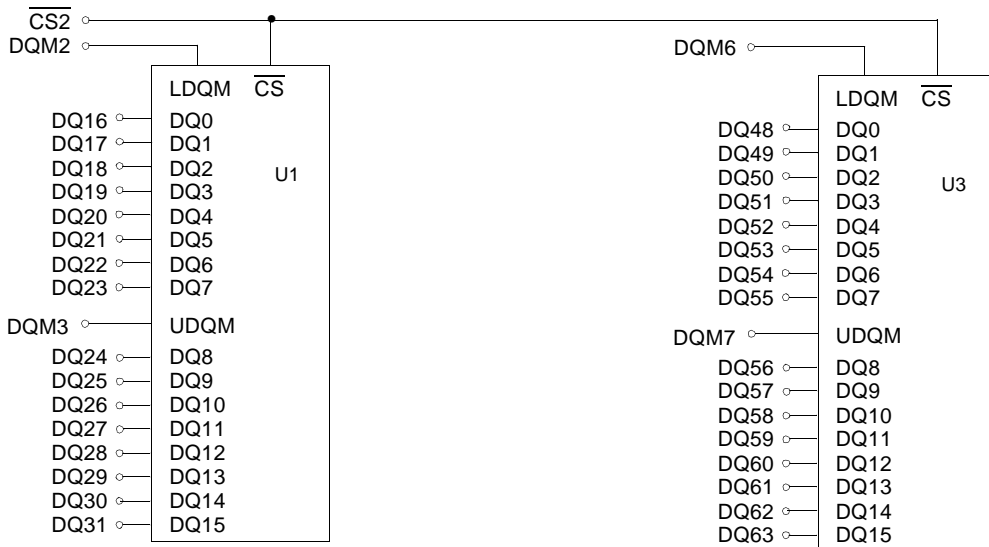 CS2
DQM2
LDQM CS
DQ16 DQ0
DQ17 DQ1
DQ18 DQ2
U1
DQ19 DQ3
DQ20 DQ4
DQ21 DQ5
DQ22 DQ6
DQ23 DQ7
DQM3 UDQM
DQ24 DQ8
DQ25 DQ9
DQ26 DQ10
DQ27 DQ11
DQ28 DQ12
DQ29 DQ13
DQ30 DQ14
DQ31 DQ15
DQM6
LDQM CS
DQ48 DQ0
DQ49 DQ1
DQ50 DQ2
U3
DQ51 DQ3
DQ52 DQ4
DQ53 DQ5
DQ54 DQ6
DQ55 DQ7
DQM7 UDQM
DQ56 DQ8
DQ57 DQ9
DQ58 DQ10
DQ59 DQ11
DQ60 DQ12
DQ61 DQ13
DQ62 DQ14
DQ63 DQ15